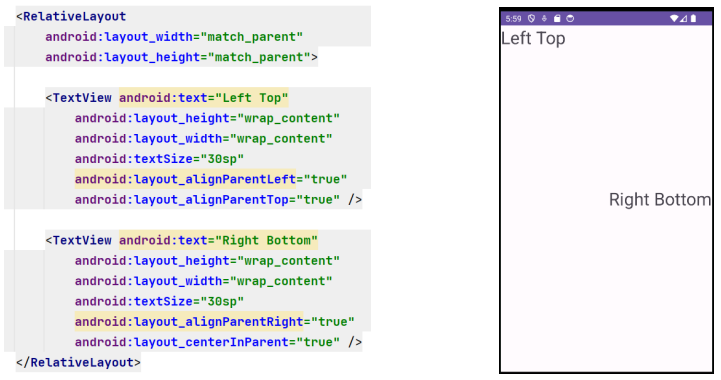 <RelativeLayout
    android:layout_width="match_parent"
    android:layout_height="match_parent">

    <TextView android:text="Left Top"
        android:layout_height="wrap_content"
        android:layout_width="wrap_content"
        android:textSize="30sp"
        android:layout_alignParentLeft="true"
        android:layout_alignParentTop="true" />

    <TextView android:text="Right Bottom"
        android:layout_height="wrap_content"
        android:layout_width="wrap_content"
        android:textSize="30sp"
        android:layout_alignParentRight="true"
        android:layout_centerInParent="true" />
</RelativeLayout>
5:59
Left Top
Right Bottom